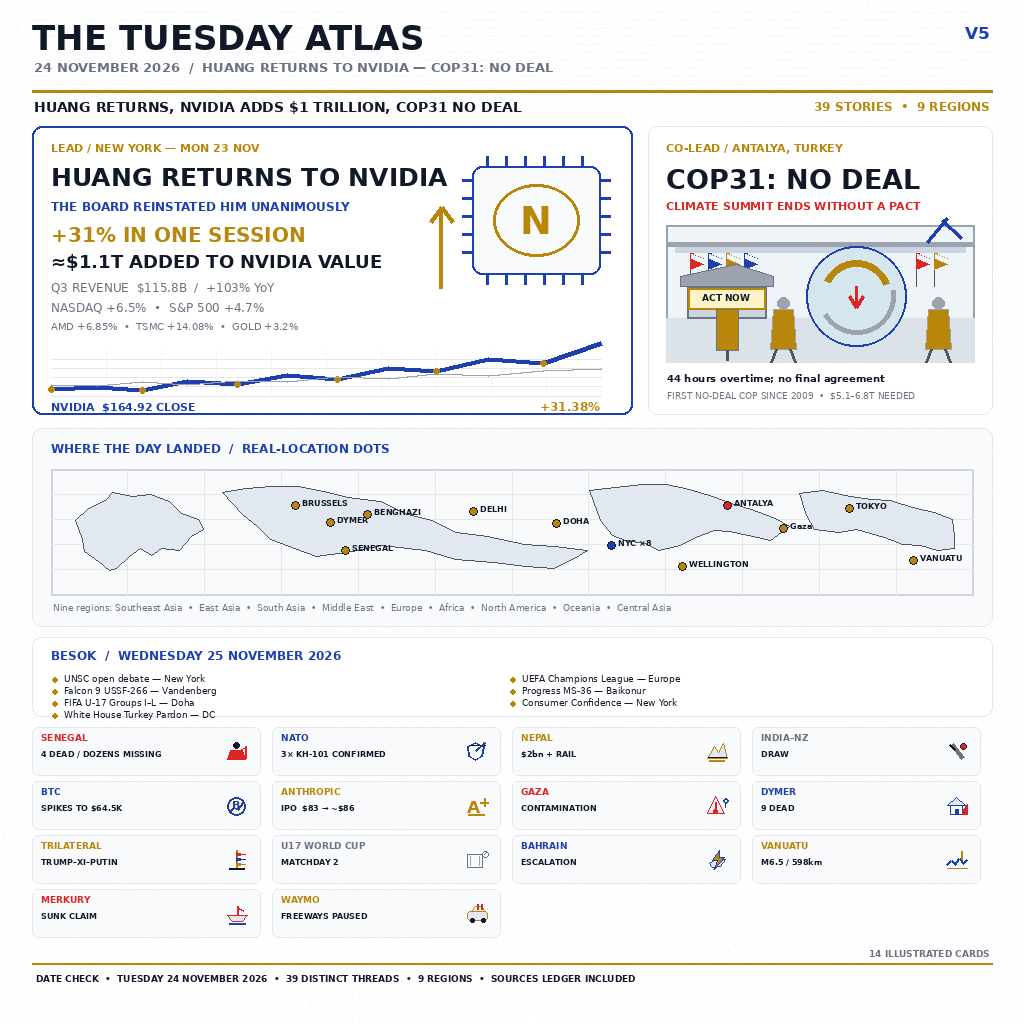 THE TUESDAY ATLAS
V5
24 NOVEMBER 2026 / HUANG RETURNS TO NVIDIA — COP31: NO DEAL
HUANG RETURNS, NVIDIA ADDS $1 TRILLION, COP31 NO DEAL
39 STORIES • 9 REGIONS
LEAD / NEW YORK — MON 23 NOV
HUANG RETURNS TO NVIDIA
THE BOARD REINSTATED HIM UNANIMOUSLY
+31% IN ONE SESSION
≈$1.1T ADDED TO NVIDIA VALUE
Q3 REVENUE $115.8B / +103% YoY
NASDAQ +6.5% • S&P 500 +4.7%
AMD +6.85% • TSMC +14.08% • GOLD +3.2%
N
NVIDIA $164.92 CLOSE
+31.38%
CO-LEAD / ANTALYA, TURKEY
COP31: NO DEAL
CLIMATE SUMMIT ENDS WITHOUT A PACT
ACT NOW
44 hours overtime; no final agreement
FIRST NO-DEAL COP SINCE 2009 • $5.1–6.8T NEEDED
WHERE THE DAY LANDED / REAL-LOCATION DOTS
BRUSSELS
BENGHAZI
DYMER
SENEGAL
DELHI
DOHA
NYC ×8
WELLINGTON
ANTALYA
Gaza
TOKYO
VANUATU
Nine regions: Southeast Asia • East Asia • South Asia • Middle East • Europe • Africa • North America • Oceania • Central Asia
BESOK / WEDNESDAY 25 NOVEMBER 2026
UNSC open debate — New York
Falcon 9 USSF-266 — Vandenberg
FIFA U-17 Groups I–L — Doha
White House Turkey Pardon — DC
UEFA Champions League — Europe
Progress MS-36 — Baikonur
Consumer Confidence — New York
SENEGAL
4 DEAD / DOZENS MISSING
NATO
3× KH-101 CONFIRMED
NEPAL
$2bn + RAIL
INDIA-NZ
DRAW
BTC
SPIKES TO $64.5K
B
ANTHROPIC
IPO $83 → ~$86
A+
GAZA
CONTAMINATION
DYMER
9 DEAD
TRILATERAL
TRUMP–XI–PUTIN
U17 WORLD CUP
MATCHDAY 2
BAHRAIN
ESCALATION
VANUATU
M6.5 / 598km
MERKURY
SUNK CLAIM
WAYMO
FREEWAYS PAUSED
14 ILLUSTRATED CARDS
DATE CHECK • TUESDAY 24 NOVEMBER 2026 • 39 DISTINCT THREADS • 9 REGIONS • SOURCES LEDGER INCLUDED